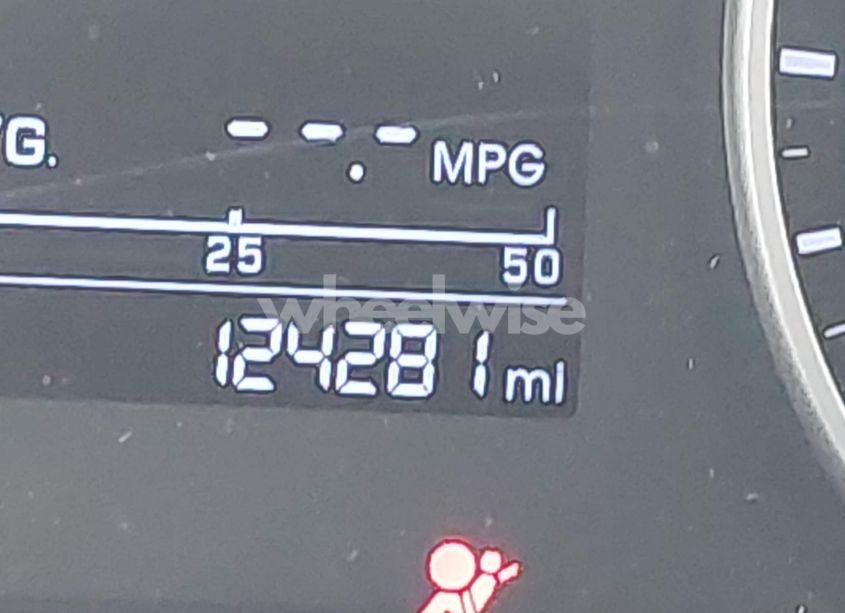 G.
--.- MPG
25 50
wheelwise
124281 mi